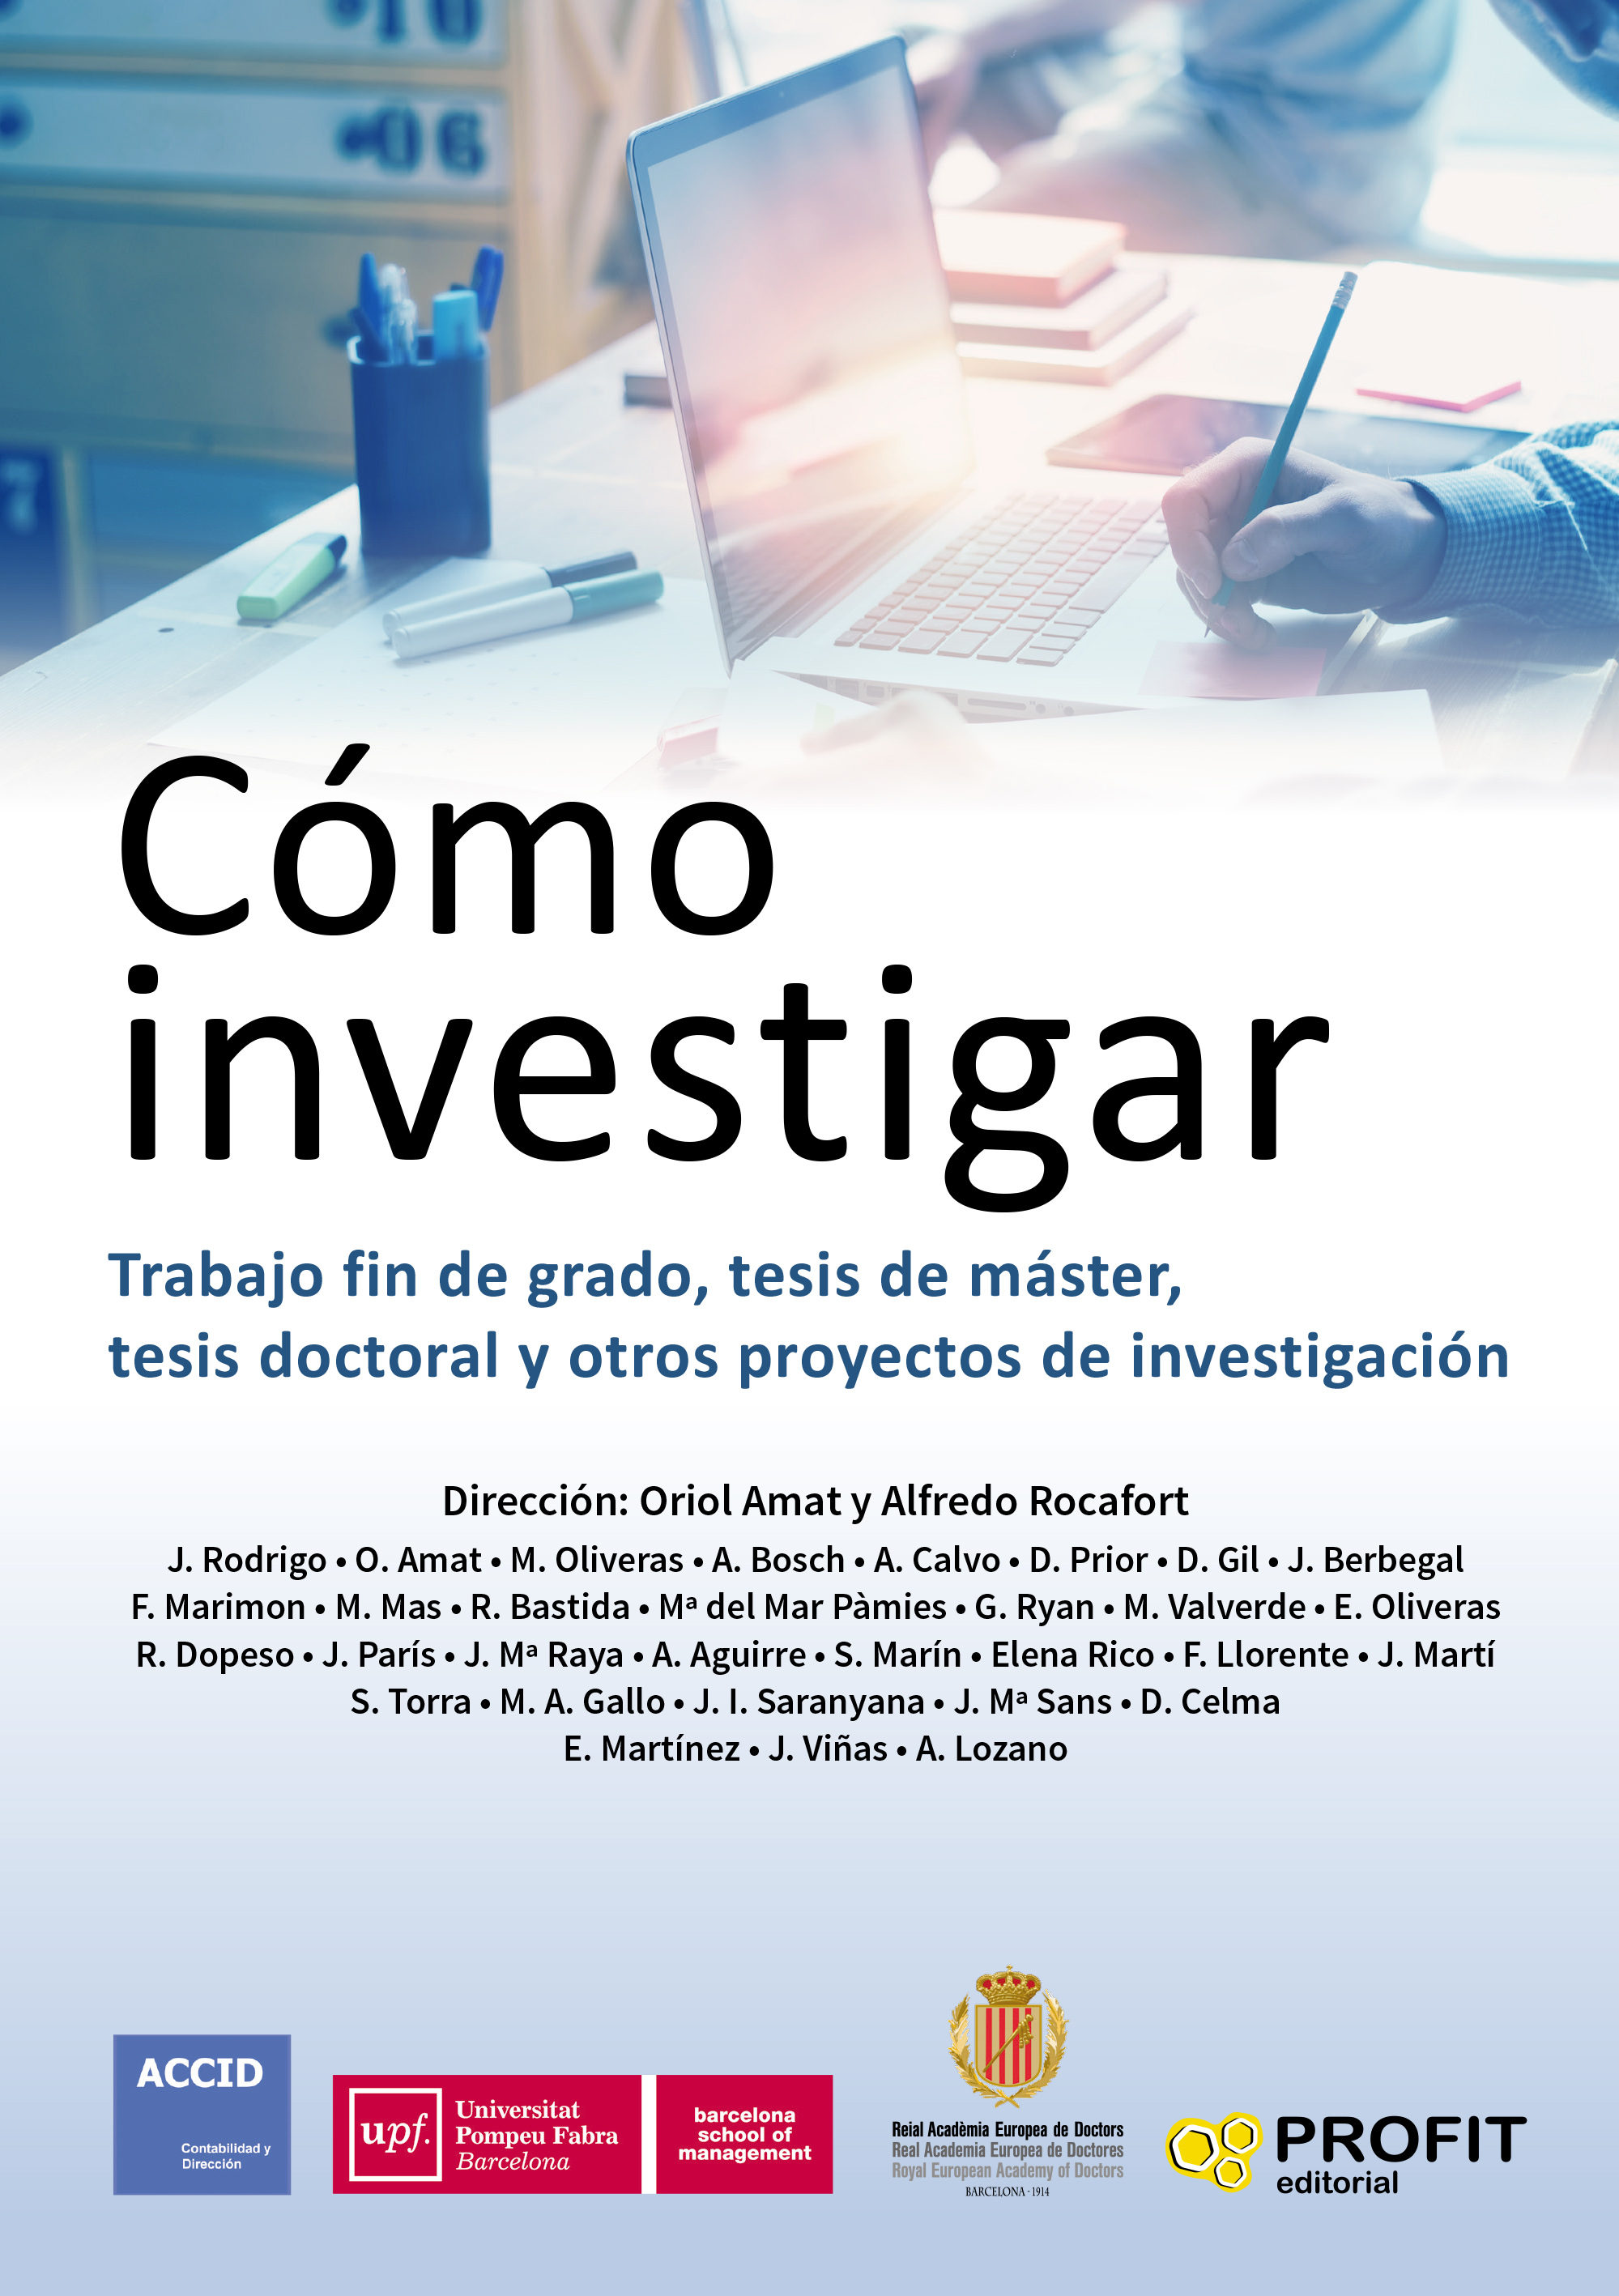 10
06
7
Cómo
investigar
Trabajo fin de grado, tesis de máster,
tesis doctoral y otros proyectos de investigación
Dirección: Oriol Amat y Alfredo Rocafort
J. Rodrigo • O. Amat • M. Oliveras • A. Bosch • A. Calvo • D. Prior • D. Gil • J. Berbegal
F. Marimon • M. Mas • R. Bastida • Mª del Mar Pàmies • G. Ryan • M. Valverde • E. Oliveras
R. Dopeso • J. París • J. Mª Raya • A. Aguirre • S. Marín • Elena Rico • F. Llorente • J. Martí
S. Torra • M. A. Gallo • J. I. Saranyana • J. Mª Sans • D. Celma
E. Martínez • J. Viñas • A. Lozano
ACCID
Contabilidad y
Dirección
upf.
Universitat
Pompeu Fabra
Barcelona
barcelona
school of
management
Reial Acadèmia Europea de Doctors
Real Academia Europea de Doctores
Royal European Academy of Doctors
BARCELONA - 1914
PROFIT
editorial